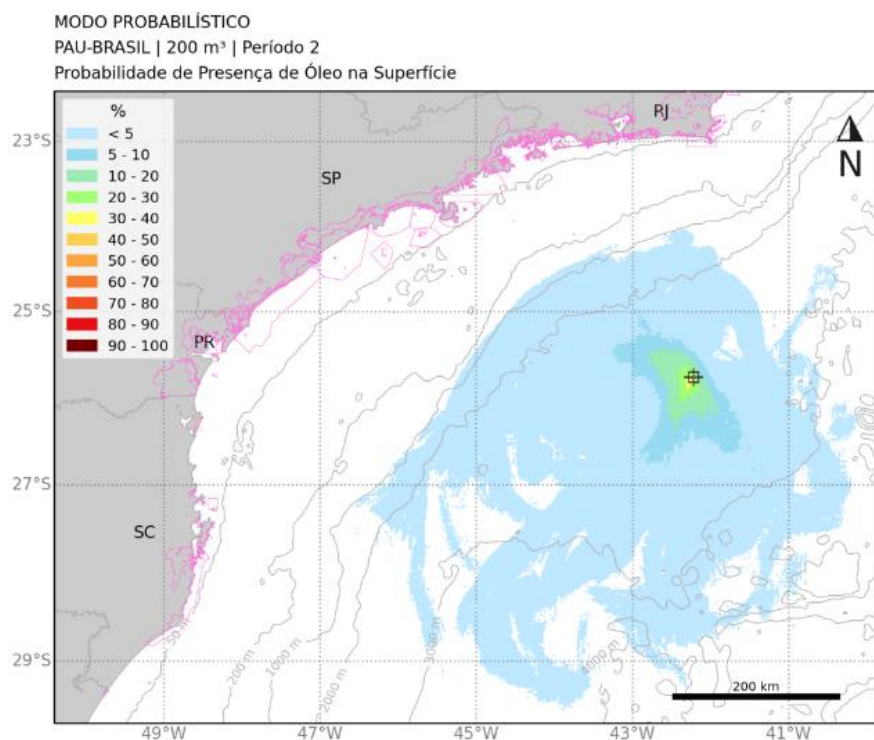 MODO PROBABILÍSTICO
PAU-BRASIL | 200 m³ | Período 2
Probabilidade de Presença de Óleo na Superfície
%
< 5
5 - 10
10 - 20
20 - 30
30 - 40
40 - 50
50 - 60
60 - 70
70 - 80
80 - 90
90 - 100
RJ
SP
PR
SC
N
23°S
25°S
27°S
29°S
50 m
200 m
1000 m
2000 m
3000 m
4000 m
200 km
49°W
47°W
45°W
43°W
41°W